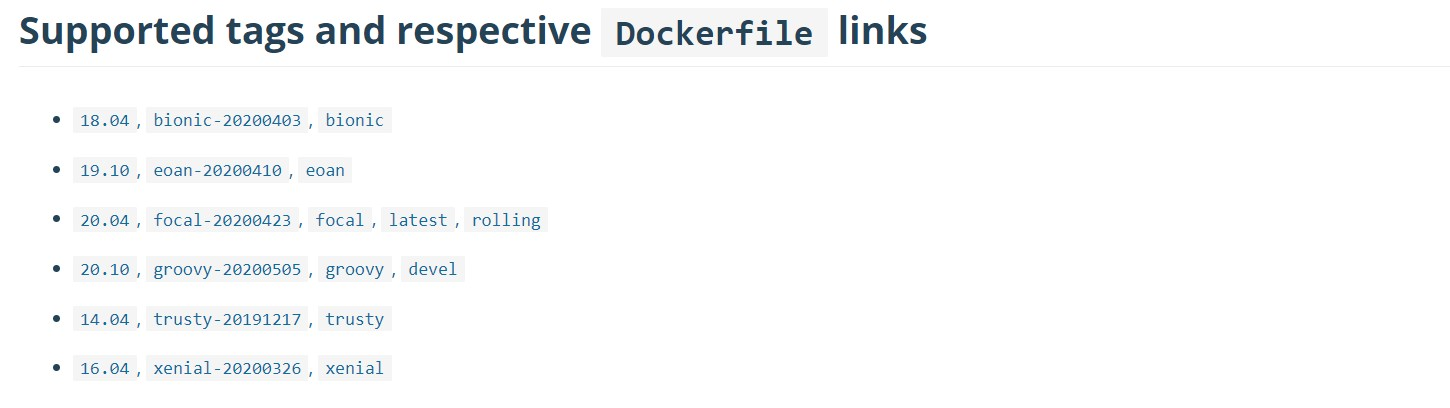 Supported tags and respective Dockerfile links
18.04, bionic-20200403, bionic
19.10, eoan-20200410, eoan
20.04, focal-20200423, focal, latest, rolling
20.10, groovy-20200505, groovy, devel
14.04, trusty-20191217, trusty
16.04, xenial-20200326, xenial